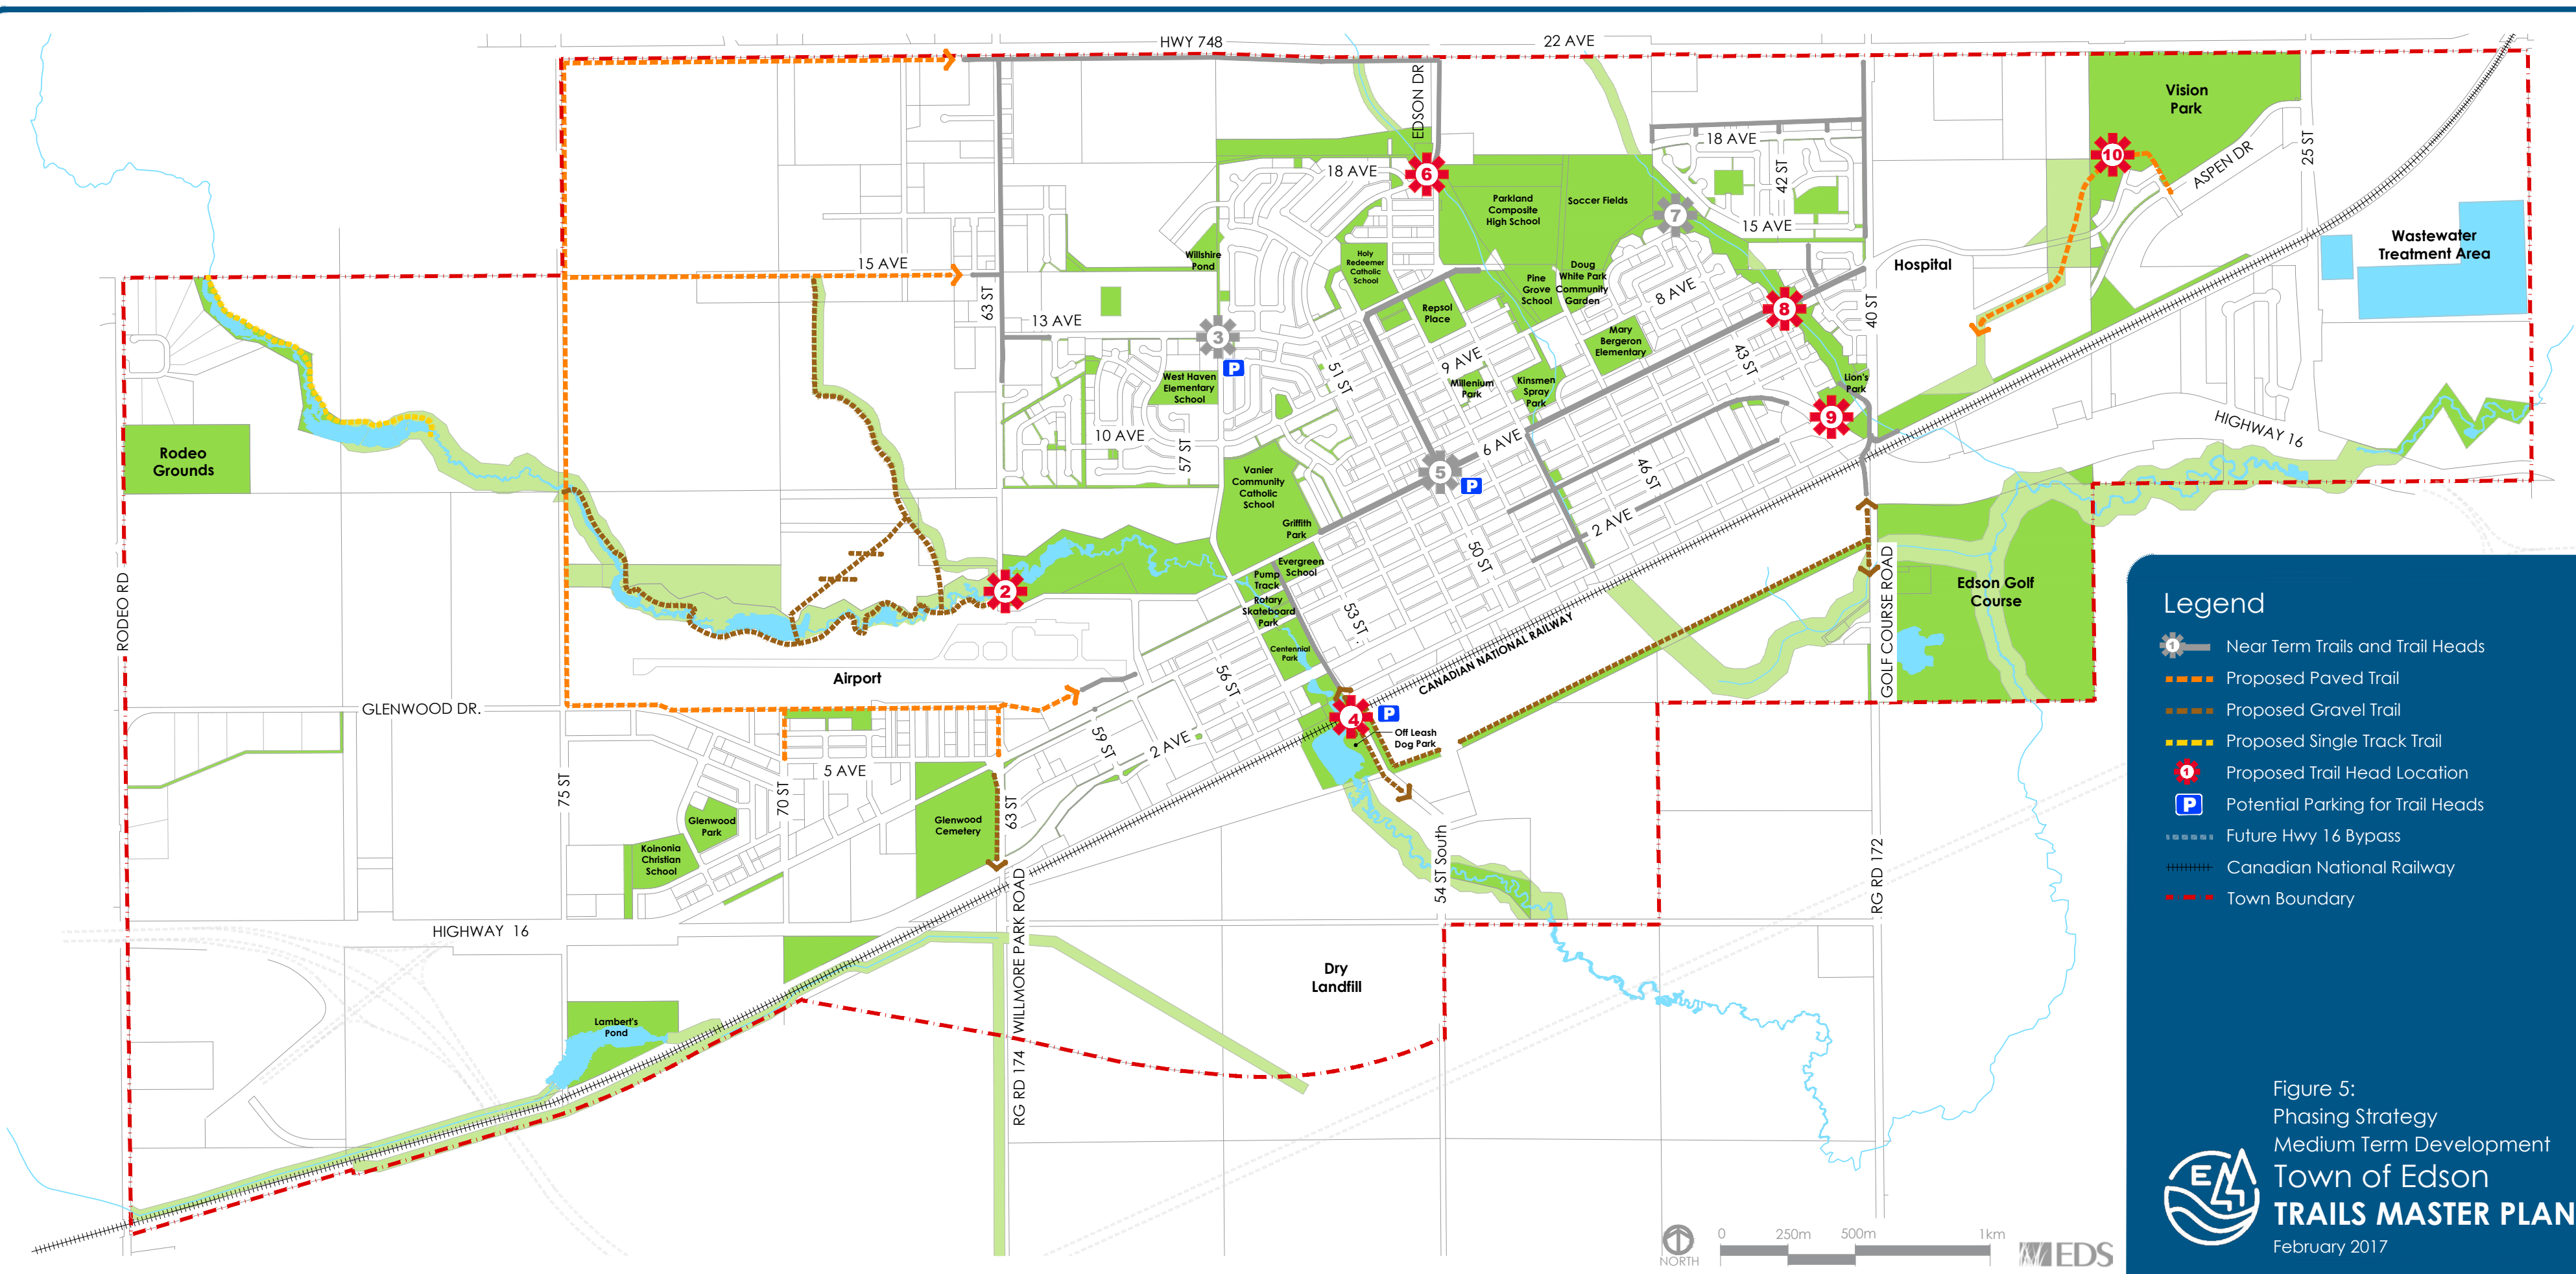 HWY 748
22 AVE
EDSON DR
Vision
Park
18 AVE
42 ST
25 ST
ASPEN DR
10
18 AVE
6
Parkland
Composite
High School
Soccer Fields
7
15 AVE
Wastewater
Treatment Area
Willshire
Pond
Holy
Redeemer
Catholic
School
15 AVE
63 ST
Pine
Grove
School
Doug
White Park
Community
Garden
8 AVE
Hospital
40 ST
8
Repsol
Place
13 AVE
3
P
Mary
Bergeron
Elementary
43 ST
9 AVE
51 ST
West Haven
Elementary
School
Millenium
Park
Kinsmen
Spray
Park
Lion's
Park
9
HIGHWAY 16
10 AVE
57 ST
6 AVE
5
P
46 ST
Rodeo
Grounds
Vanier
Community
Catholic
School
Griffith
Park
2 AVE
50 ST
Evergreen
School
Pump
Track
Rotary
Skateboard
Park
2
53 ST
RODEO RD
CANADIAN NATIONAL RAILWAY
GOLF COURSE ROAD
Edson Golf
Course
Centennial
Park
56 ST
Airport
GLENWOOD DR.
4
P
Off Leash
Dog Park
59 ST
2 AVE
5 AVE
75 ST
70 ST
63 ST
Glenwood
Park
Glenwood
Cemetery
Koinonia
Christian
School
54 ST South
RG RD 172
HIGHWAY 16
RG RD 174
WILLMORE PARK ROAD
Dry
Landfill
Lambert's
Pond
Legend
1 Near Term Trails and Trail Heads
Proposed Paved Trail
Proposed Gravel Trail
Proposed Single Track Trail
1 Proposed Trail Head Location
P Potential Parking for Trail Heads
Future Hwy 16 Bypass
Canadian National Railway
Town Boundary
Figure 5:
Phasing Strategy
Medium Term Development
Town of Edson
TRAILS MASTER PLAN
February 2017
NORTH
0 250m 500m 1km
EDS